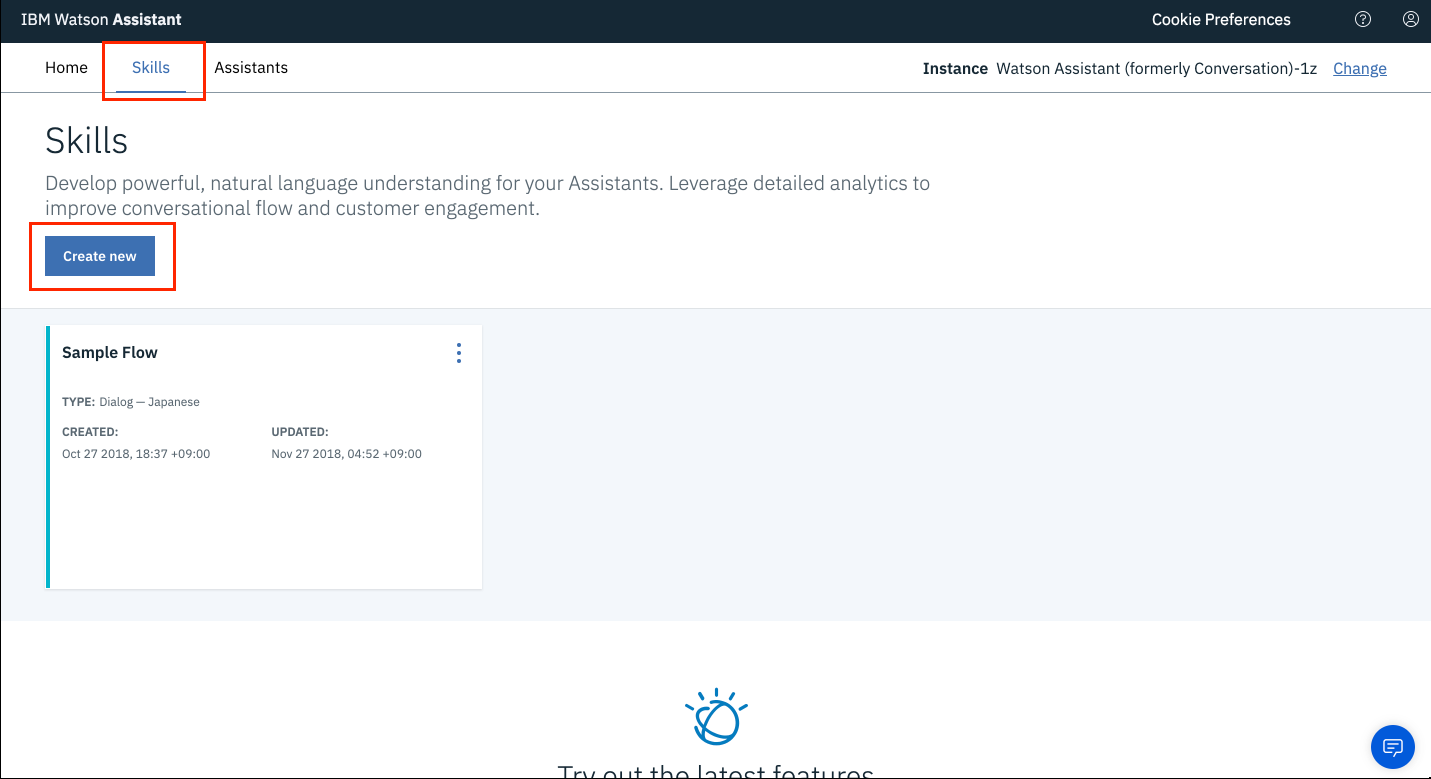 IBM Watson Assistant
Cookie Preferences
Home
Skills
Assistants
Instance Watson Assistant (formerly Conversation)-1z Change
Skills
Develop powerful, natural language understanding for your Assistants. Leverage detailed analytics to
improve conversational flow and customer engagement.
Create new
Sample Flow
TYPE: Dialog — Japanese
CREATED:
UPDATED:
Oct 27 2018, 18:37 +09:00
Nov 27 2018, 04:52 +09:00
Try out the latest features